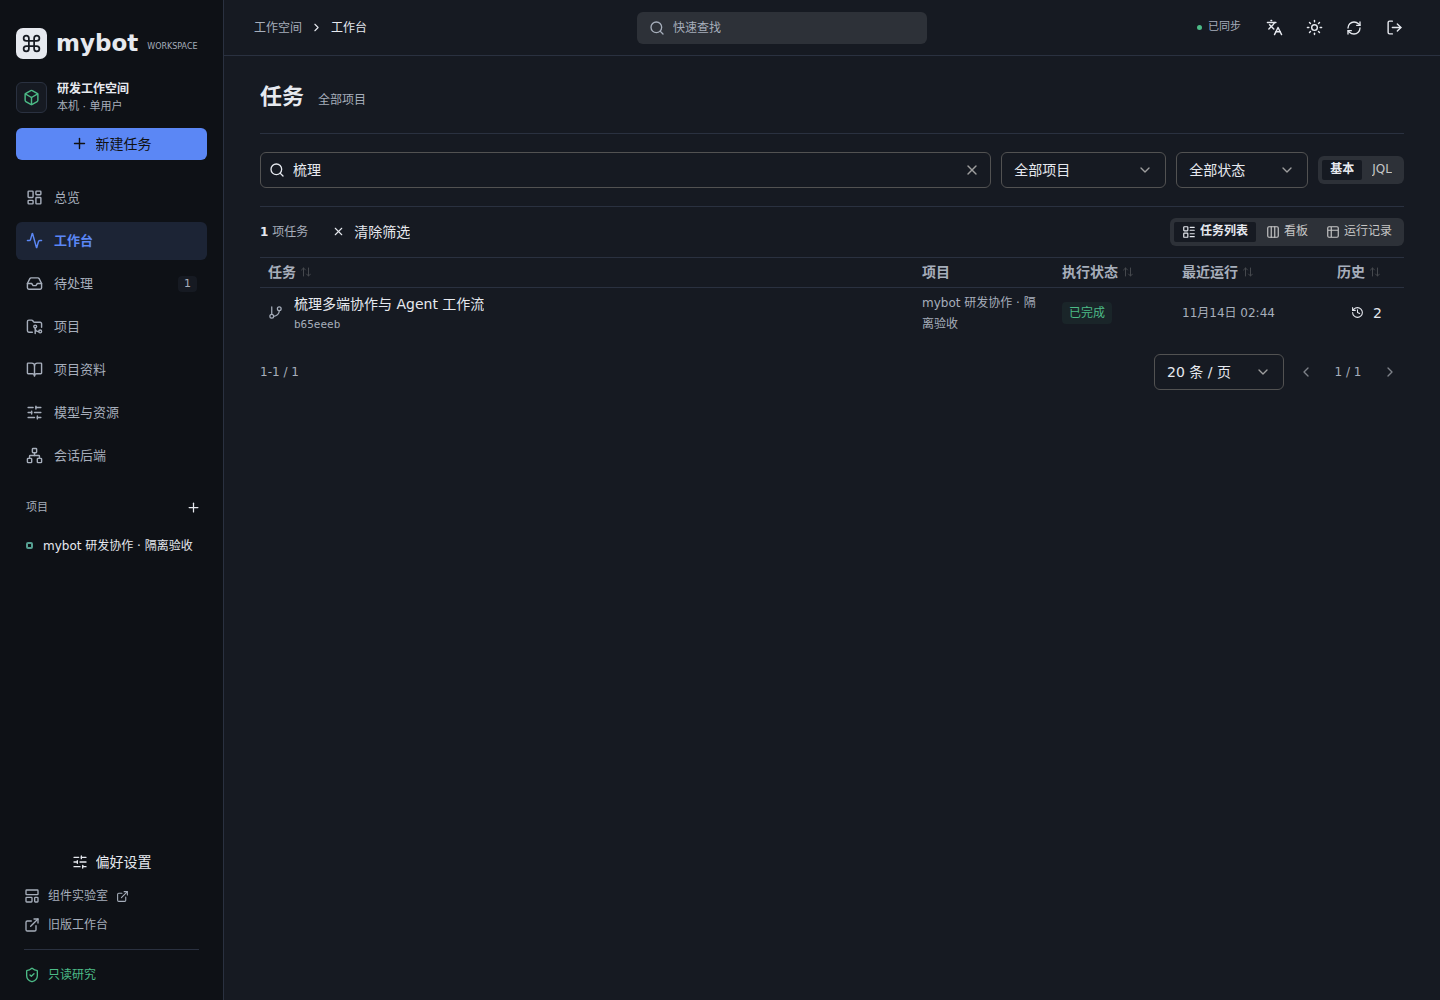 mybot WORKSPACE
研发工作空间
本机 · 单用户
新建任务
总览
工作台
待处理 1
项目
项目资料
模型与资源
会话后端
项目
mybot 研发协作 · 隔离验收
偏好设置
组件实验室
旧版工作台
只读研究
工作空间 工作台
快速查找
已同步
任务 全部项目
梳理
全部项目
全部状态
基本 JQL
1 项任务 清除筛选
任务列表 看板 运行记录
任务 项目 执行状态 最近运行 历史
梳理多端协作与 Agent 工作流
b65eeeb
mybot 研发协作 · 隔
离验收
已完成
11月14日 02:44
2
1-1 / 1
20 条 / 页
1 / 1